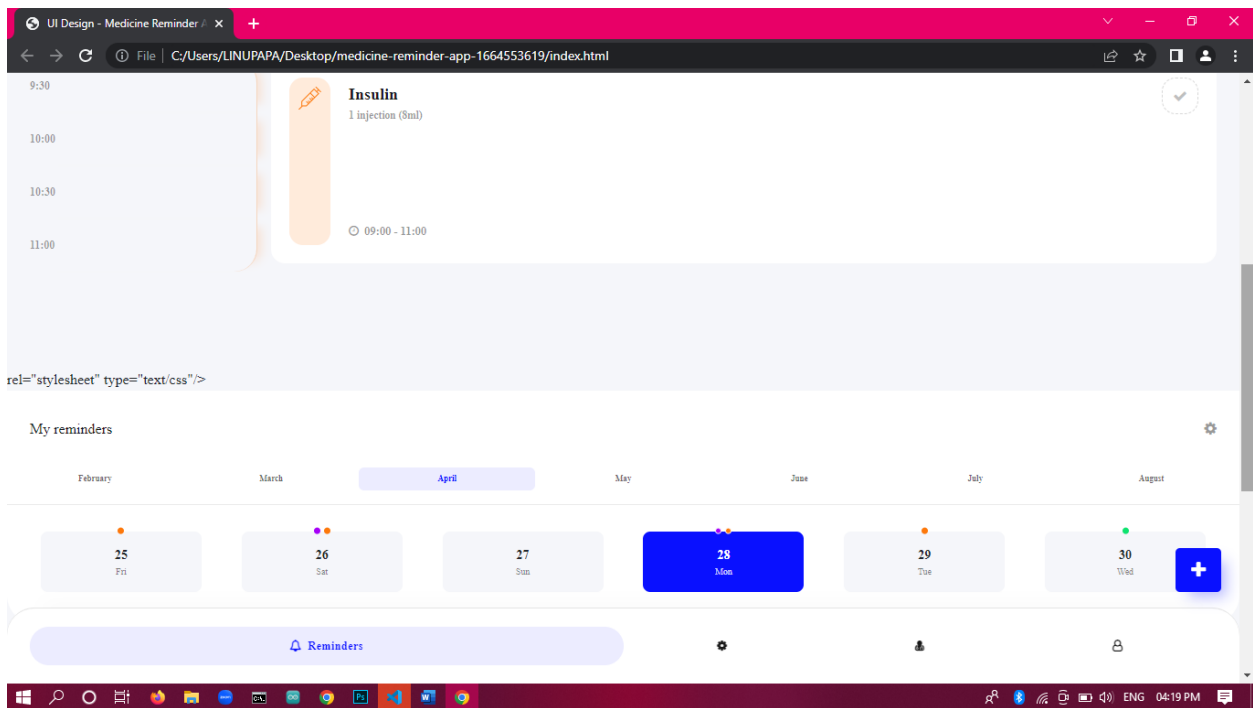 UI Design - Medicine Reminder A
File C:/Users/LINUPAPA/Desktop/medicine-reminder-app-1664553619/index.html
9:30
Insulin
1 injection (8ml)
10:00
10:30
09:00 - 11:00
11:00
rel="stylesheet" type="text/css"/>
My reminders
February March April May June July August
25 26 27 28 29 30
Fri Sat Sun Mon Tue Wed
Reminders
ENG 04:19 PM